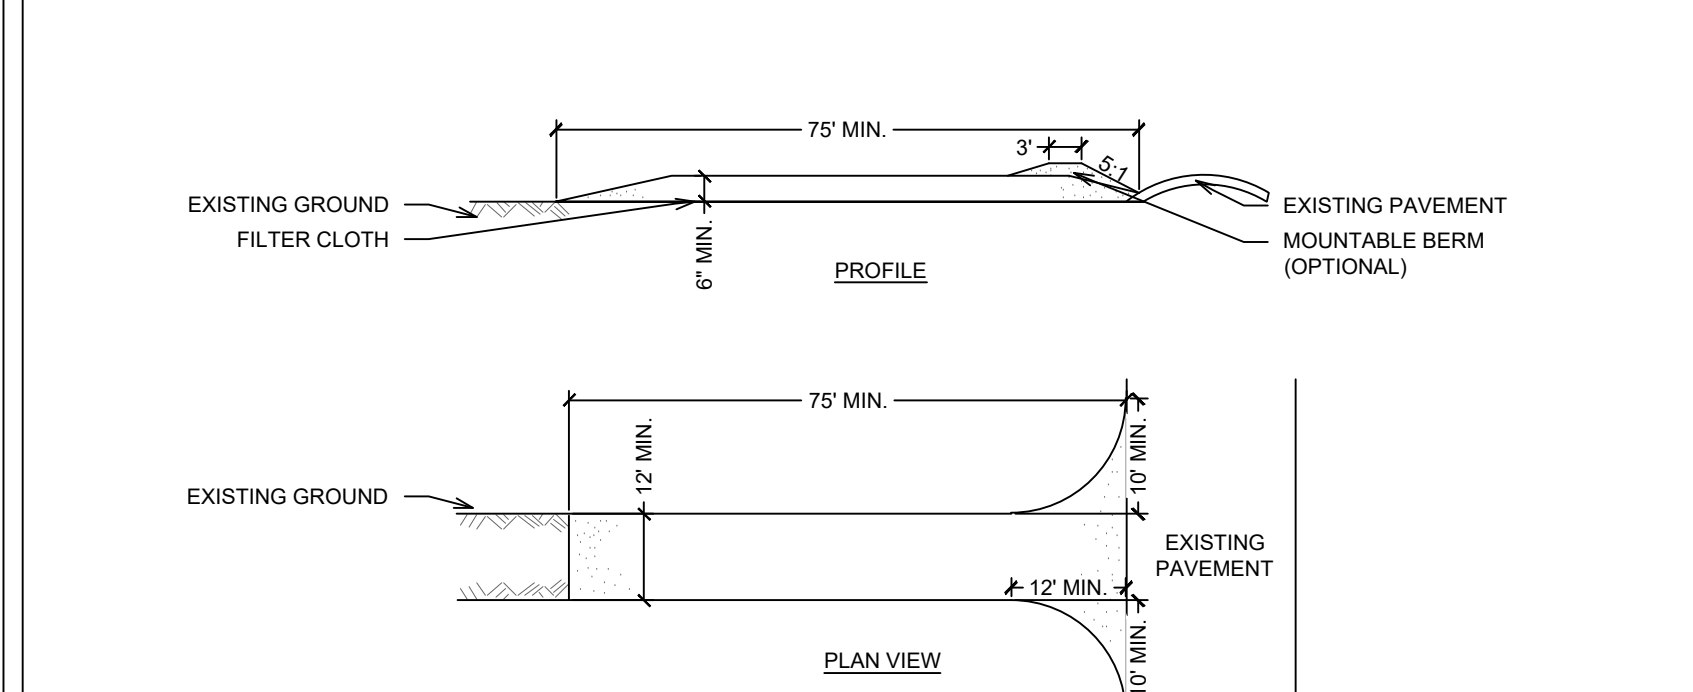 75' MIN.
3'
5:1
EXISTING GROUND
FILTER CLOTH
6" MIN.
EXISTING PAVEMENT
MOUNTABLE BERM
(OPTIONAL)
PROFILE
75' MIN.
12' MIN.
10' MIN.
EXISTING GROUND
EXISTING
PAVEMENT
12' MIN.
10' MIN.
PLAN VIEW